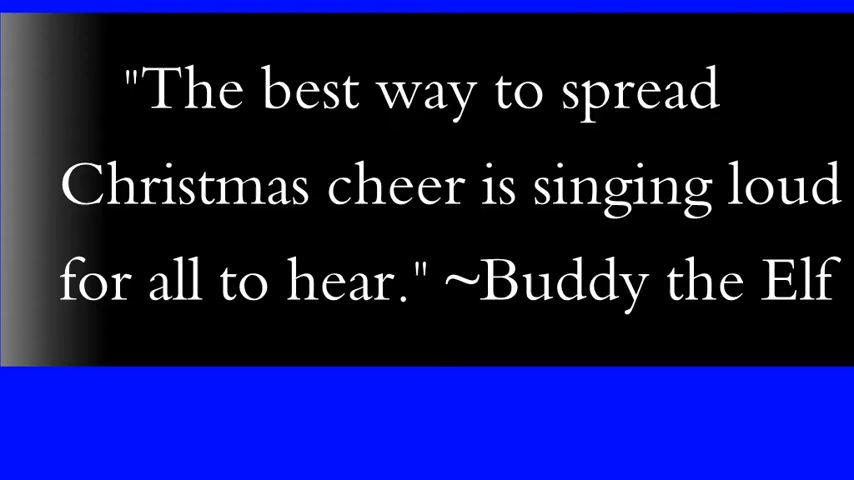 "The best way to spread
Christmas cheer is singing loud
for all to hear." ~Buddy the Elf